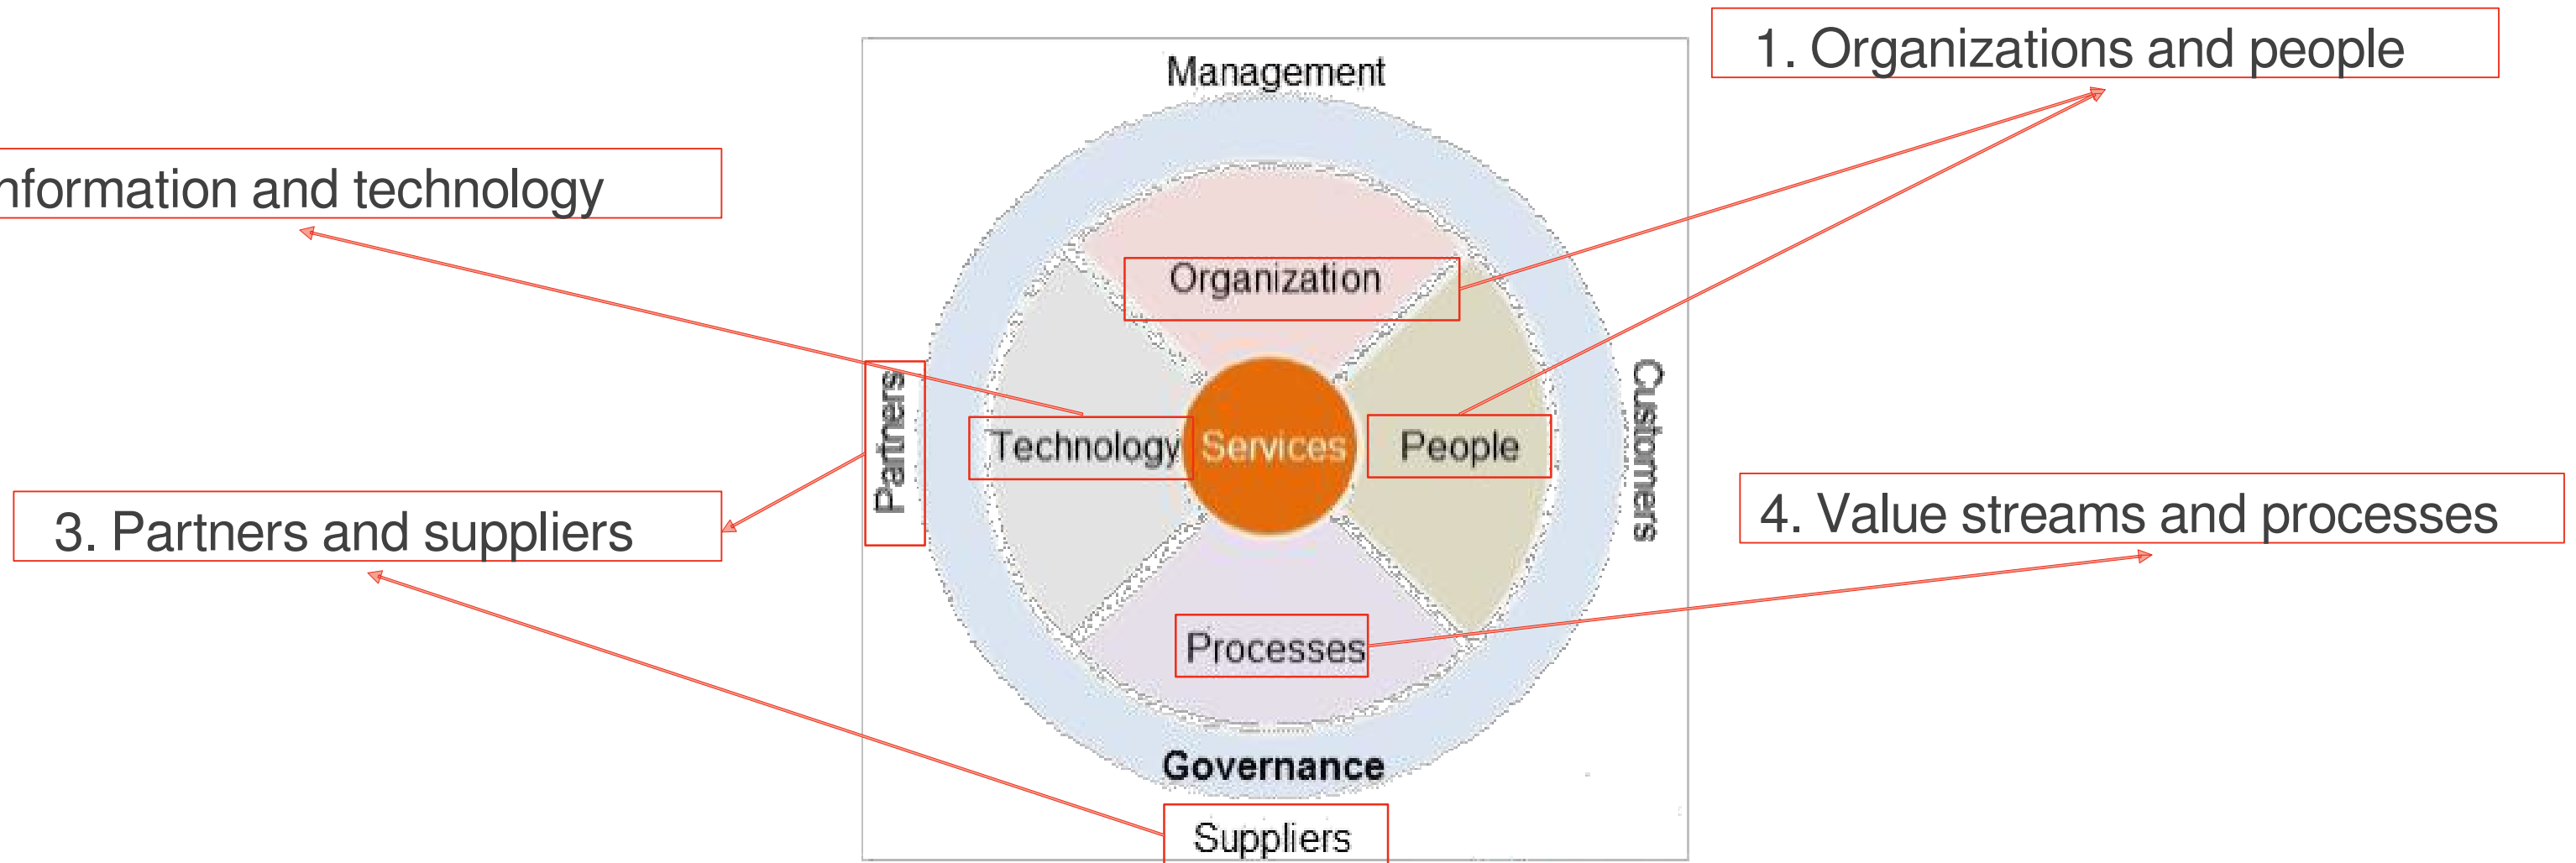 1. Organizations and people
Management
nformation and technology
Organization
Partners
Technology
Services
People
Customers
3. Partners and suppliers
4. Value streams and processes
Processes
Governance
Suppliers